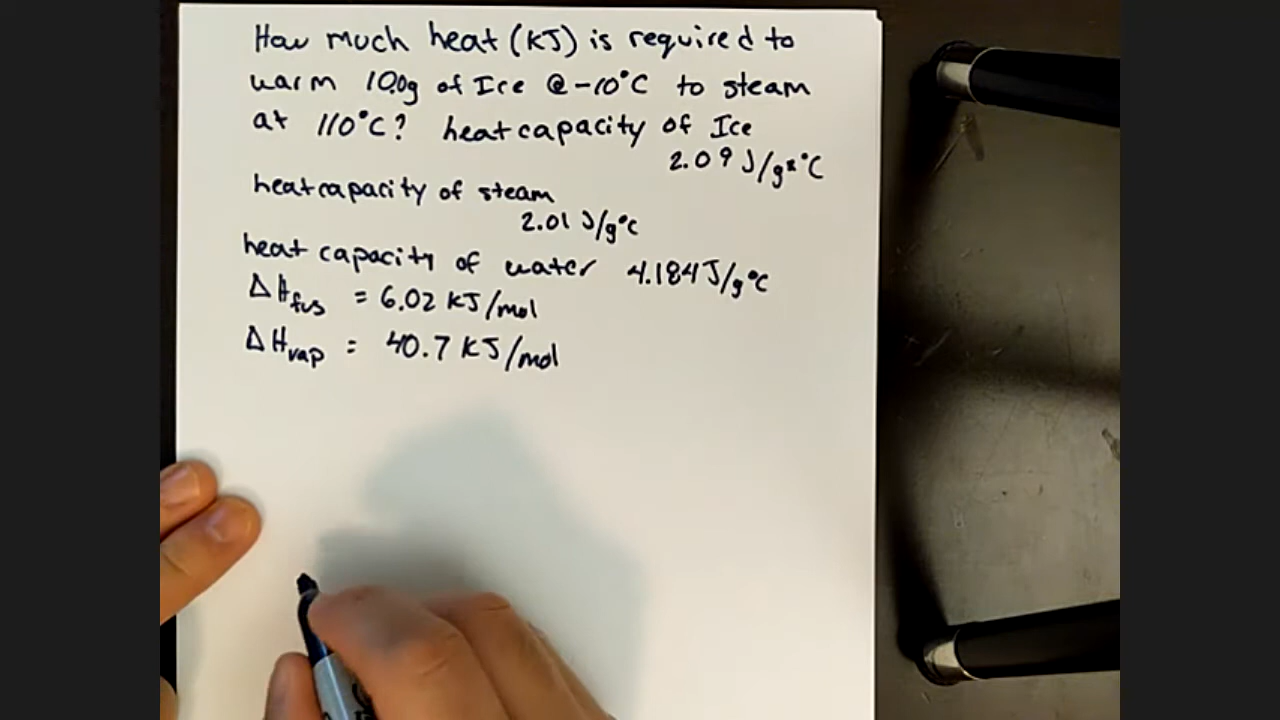 How much heat (KJ) is required to
warm 10.0g of Ice @ -10°C to steam
at 110°C? heat capacity of Ice
2.09 J/g*°C
heat capacity of steam
2.01 J/g°C
heat capacity of water 4.184 J/g°C
ΔHfus = 6.02 KJ/mol
ΔHvap = 40.7 KJ/mol